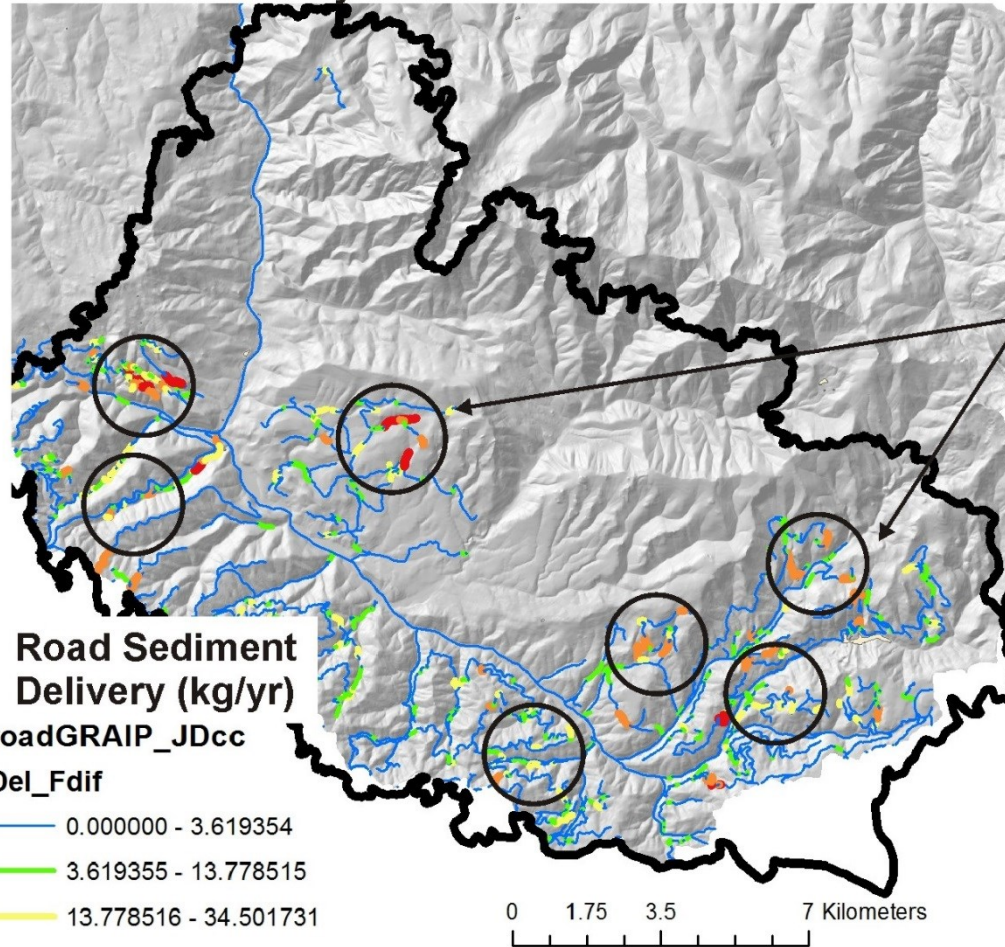 Road Sediment
Delivery (kg/yr)
oadGRAIP_JDcc
Del_Fdif
0.000000 - 3.619354
3.619355 - 13.778515
13.778516 - 34.501731
0 1.75 3.5 7 Kilometers